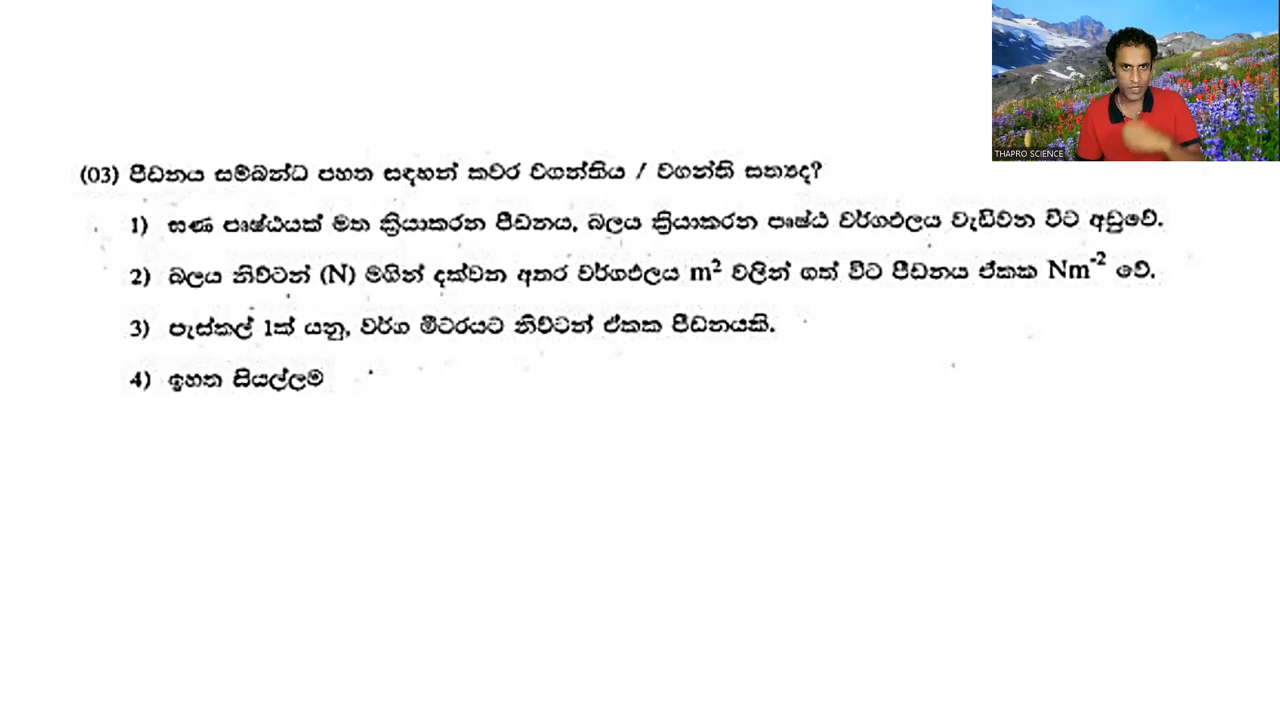 THAPRO SCIENCE
(03) පීඩනය සම්බන්ධ පහත සඳහන් කවර වගන්තිය / වගන්ති සත්‍යද?
1) ඝණ පෘෂ්ඨයක් මත ක්‍රියාකරන පීඩනය, බලය ක්‍රියාකරන පෘෂ්ඨ වර්ගඵලය වැඩිවන විට අඩුවේ.
2) බලය නිව්ටන් (N) මගින් දක්වන අතර වර්ගඵලය m² වලින් ගත් විට පීඩනය ඒකක Nm⁻² වේ.
3) පැස්කල් 1ක් යනු, වර්ග මීටරයට නිව්ටන් ඒකක පීඩනයකි.
4) ඉහත සියල්ලම